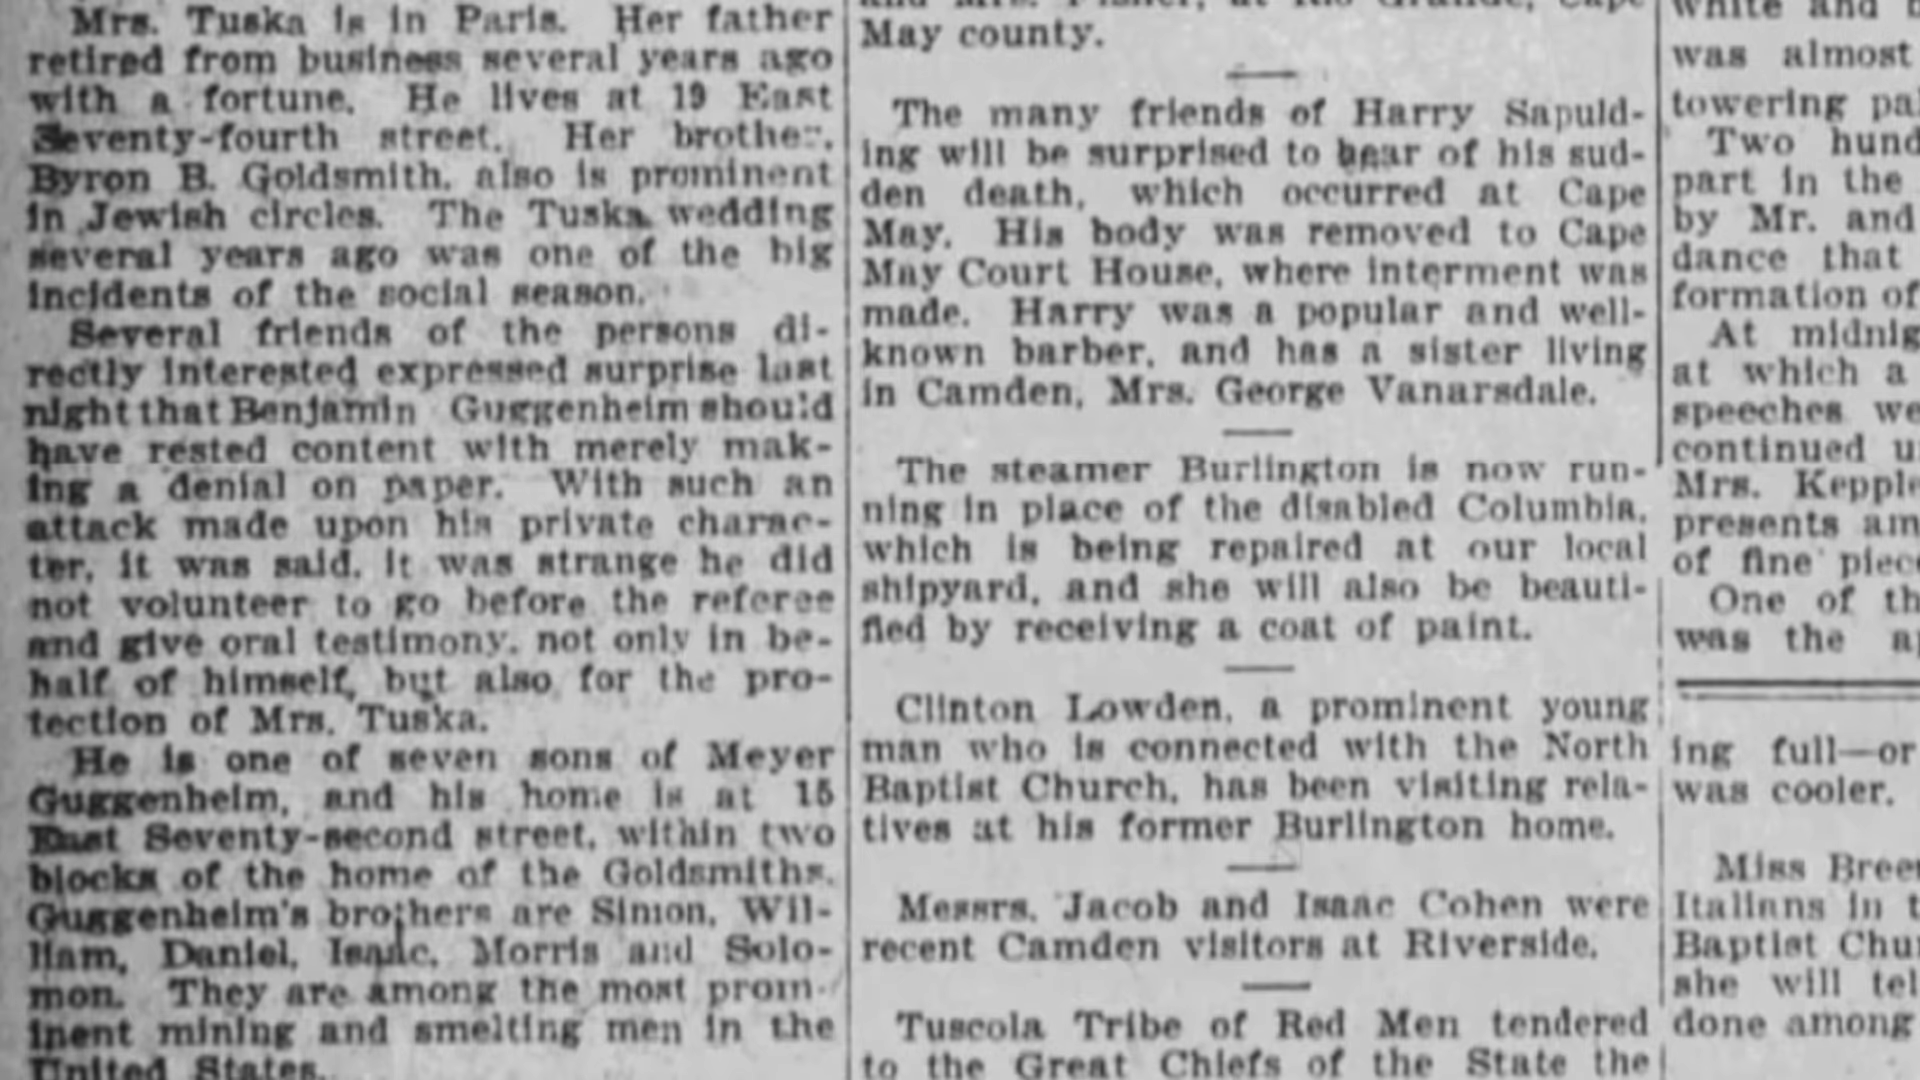 Mrs. Tuska is in Paris. Her father
retired from business several years ago
with a fortune. He lives at 19 East
Seventy-fourth street. Her brother,
Byron B. Goldsmith, also is prominent
in Jewish circles. The Tuska wedding
several years ago was one of the big
incidents of the social season.
Several friends of the persons di-
rectly interested expressed surprise last
night that Benjamin Guggenheim should
have rested content with merely mak-
ing a denial on paper. With such an
attack made upon his private charac-
ter, it was said, it was strange he did
not volunteer to go before the referee
and give oral testimony, not only in be-
half of himself, but also for the pro-
tection of Mrs. Tuska.
He is one of seven sons of Meyer
Guggenheim, and his home is at 15
East Seventy-second street, within two
blocks of the home of the Goldsmiths.
Guggenheim's brothers are Simon, Wil-
liam, Daniel, Isaac, Morris and Solo-
mon. They are among the most prom-
inent mining and smelting men in the
United States.
May county.
The many friends of Harry Sapuld-
ing will be surprised to hear of his sud-
den death, which occurred at Cape
May. His body was removed to Cape
May Court House, where interment was
made. Harry was a popular and well-
known barber, and has a sister living
in Camden, Mrs. George Vanarsdale.
The steamer Burlington is now run-
ning in place of the disabled Columbia,
which is being repaired at our local
shipyard, and she will also be beauti-
fied by receiving a coat of paint.
Clinton Lowden, a prominent young
man who is connected with the North
Baptist Church, has been visiting rela-
tives at his former Burlington home.
Messrs. Jacob and Isaac Cohen were
recent Camden visitors at Riverside.
Tuscola Tribe of Red Men tendered
to the Great Chiefs of the State the
white and
was almost
towering pa
Two hund
part in the
by Mr. and
dance that
formation of
At midnig
at which a
speeches we
continued u
Mrs. Kepple
presents am
of fine piec
One of th
was the a
ing full—or
was cooler.
Miss Bree
Italians in t
Baptist Chu
she will tel
done among